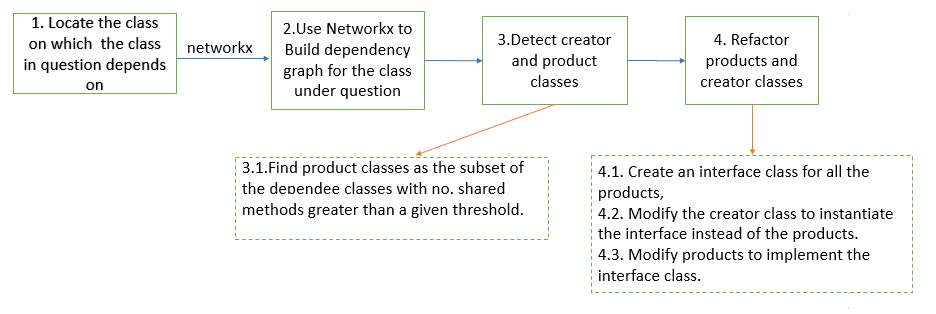 1. Locate the class
on which the class
in question depends
on
networkx
2.Use Networkx to
Build dependency
graph for the class
under question
3.Detect creator
and product
classes
4. Refactor
products and
creator classes
3.1.Find product classes as the subset of
the dependee classes with no. shared
methods greater than a given threshold.
4.1. Create an interface class for all the
products,
4.2. Modify the creator class to instantiate
the interface instead of the products.
4.3. Modify products to implement the
interface class.